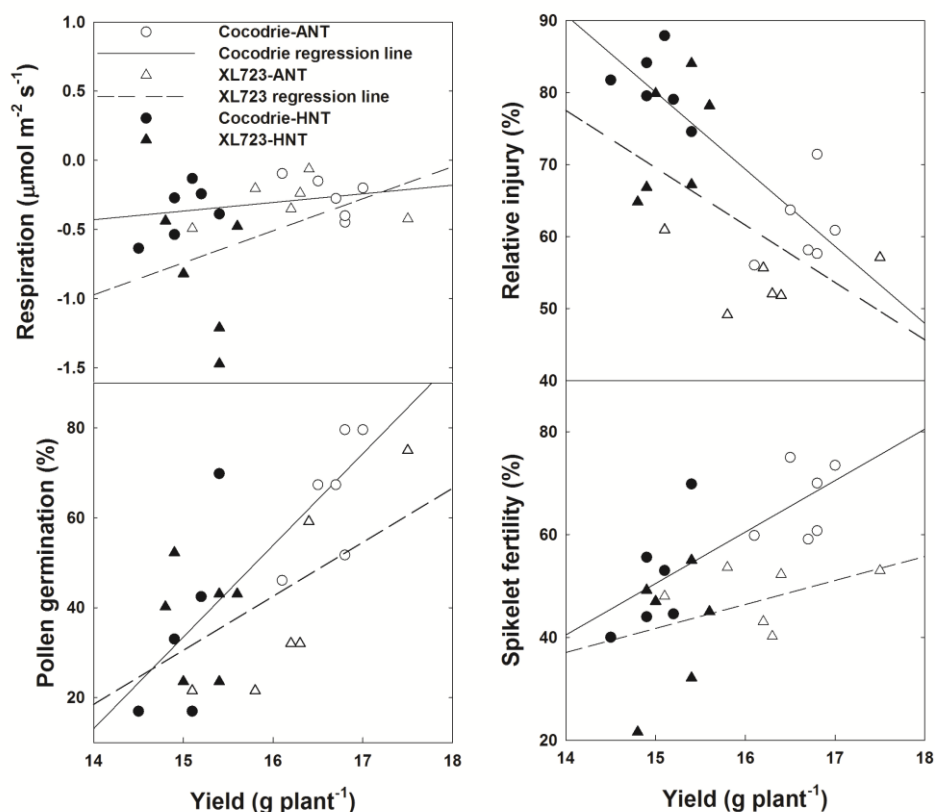 1.0
0.5
0.0
-0.5
-1.0
-1.5
Respiration (μmol m⁻² s⁻¹)
Cocodrie-ANT
Cocodrie regression line
XL723-ANT
XL723 regression line
Cocodrie-HNT
XL723-HNT
90
80
70
60
50
40
Relative injury (%)
80
60
40
20
Pollen germination (%)
14 15 16 17 18
Yield (g plant⁻¹)
80
60
40
20
Spikelet fertility (%)
14 15 16 17 18
Yield (g plant⁻¹)